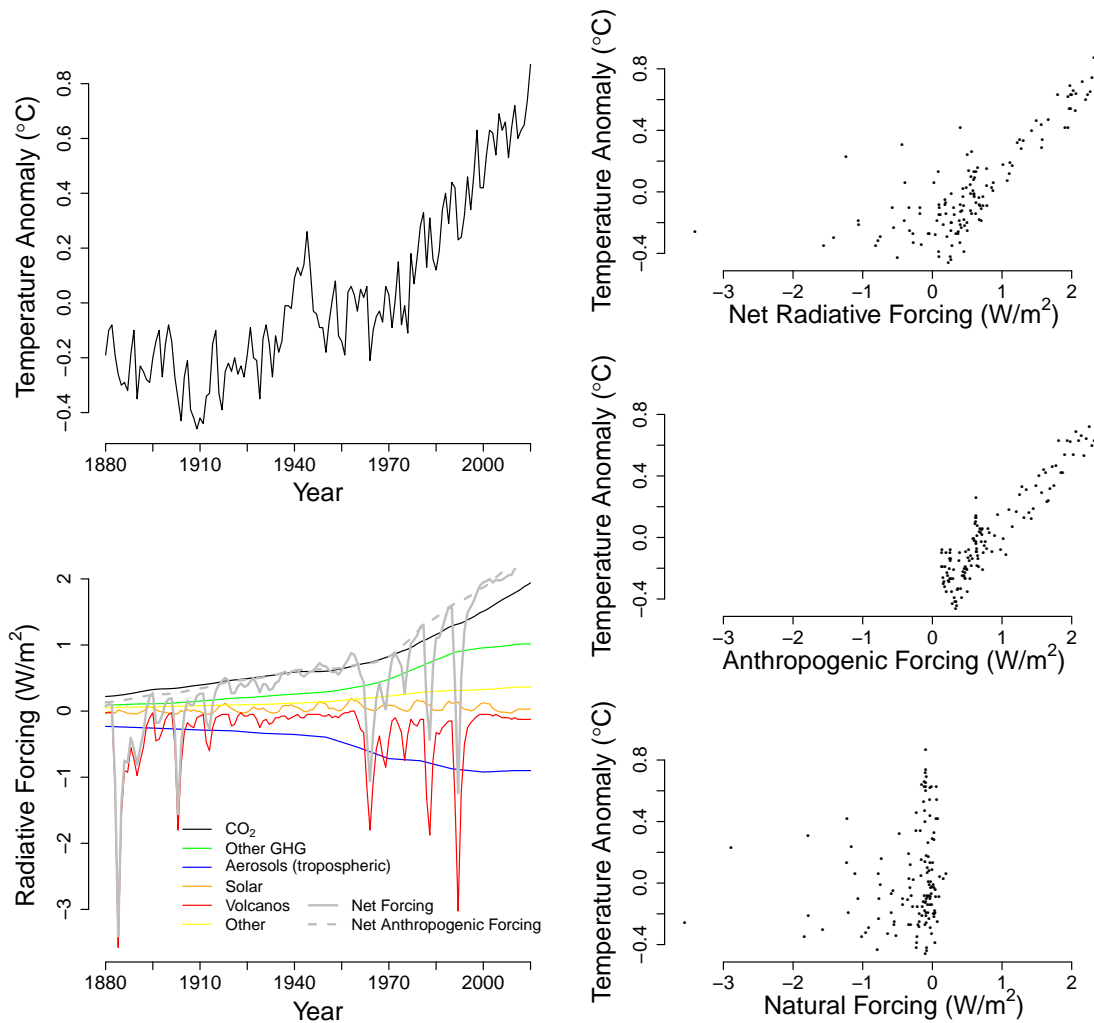 Temperature Anomaly (°C)
0.8
0.6
0.4
0.2
0.0
−0.2
−0.4
1880 1910 1940 1970 2000
Year
Radiative Forcing (W/m²)
2
1
0
−1
−2
−3
CO₂
Other GHG
Aerosols (tropospheric)
Solar
Volcanos
Other
Net Forcing
Net Anthropogenic Forcing
1880 1910 1940 1970 2000
Year
Temperature Anomaly (°C)
0.8
0.4
0.0
−0.4
−3 −2 −1 0 1 2
Net Radiative Forcing (W/m²)
Temperature Anomaly (°C)
0.8
0.4
0.0
−0.4
−3 −2 −1 0 1 2
Anthropogenic Forcing (W/m²)
Temperature Anomaly (°C)
0.8
0.4
0.0
−0.4
−3 −2 −1 0 1 2
Natural Forcing (W/m²)